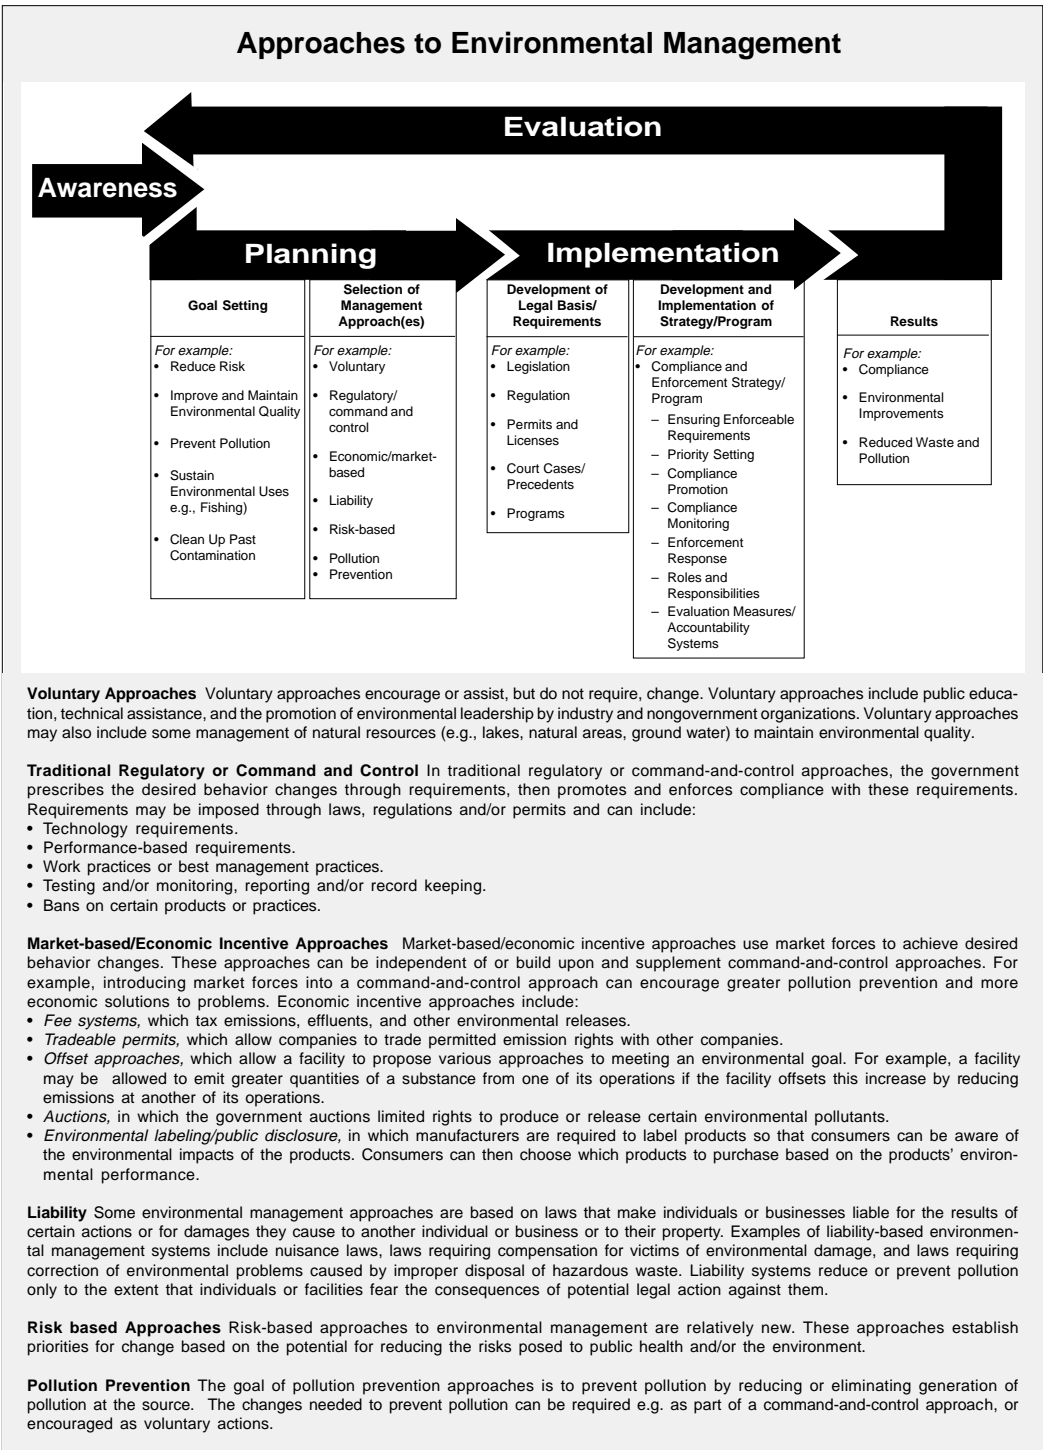 Approaches to Environmental Management
Evaluation
Awareness
Planning
Implementation
Goal Setting
For example:
• Reduce Risk
• Improve and Maintain
Environmental Quality
• Prevent Pollution
• Sustain
Environmental Uses
e.g., Fishing)
• Clean Up Past
Contamination
Selection of
Management
Approach(es)
For example:
• Voluntary
• Regulatory/
command and
control
• Economic/market-
based
• Liability
• Risk-based
• Pollution
• Prevention
Development of
Legal Basis/
Requirements
For example:
• Legislation
• Regulation
• Permits and
Licenses
• Court Cases/
Precedents
• Programs
Development and
Implementation of
Strategy/Program
For example:
• Compliance and
Enforcement Strategy/
Program
– Ensuring Enforceable
Requirements
– Priority Setting
– Compliance
Promotion
– Compliance
Monitoring
– Enforcement
Response
– Roles and
Responsibilities
– Evaluation Measures/
Accountability
Systems
Results
For example:
• Compliance
• Environmental
Improvements
• Reduced Waste and
Pollution
Voluntary Approaches Voluntary approaches encourage or assist, but do not require, change. Voluntary approaches include public educa-
tion, technical assistance, and the promotion of environmental leadership by industry and nongovernment organizations. Voluntary approaches
may also include some management of natural resources (e.g., lakes, natural areas, ground water) to maintain environmental quality.
Traditional Regulatory or Command and Control In traditional regulatory or command-and-control approaches, the government
prescribes the desired behavior changes through requirements, then promotes and enforces compliance with these requirements.
Requirements may be imposed through laws, regulations and/or permits and can include:
• Technology requirements.
• Performance-based requirements.
• Work practices or best management practices.
• Testing and/or monitoring, reporting and/or record keeping.
• Bans on certain products or practices.
Market-based/Economic Incentive Approaches Market-based/economic incentive approaches use market forces to achieve desired
behavior changes. These approaches can be independent of or build upon and supplement command-and-control approaches. For
example, introducing market forces into a command-and-control approach can encourage greater pollution prevention and more
economic solutions to problems. Economic incentive approaches include:
• Fee systems, which tax emissions, effluents, and other environmental releases.
• Tradeable permits, which allow companies to trade permitted emission rights with other companies.
• Offset approaches, which allow a facility to propose various approaches to meeting an environmental goal. For example, a facility
may be allowed to emit greater quantities of a substance from one of its operations if the facility offsets this increase by reducing
emissions at another of its operations.
• Auctions, in which the government auctions limited rights to produce or release certain environmental pollutants.
• Environmental labeling/public disclosure, in which manufacturers are required to label products so that consumers can be aware of
the environmental impacts of the products. Consumers can then choose which products to purchase based on the products' environ-
mental performance.
Liability Some environmental management approaches are based on laws that make individuals or businesses liable for the results of
certain actions or for damages they cause to another individual or business or to their property. Examples of liability-based environmen-
tal management systems include nuisance laws, laws requiring compensation for victims of environmental damage, and laws requiring
correction of environmental problems caused by improper disposal of hazardous waste. Liability systems reduce or prevent pollution
only to the extent that individuals or facilities fear the consequences of potential legal action against them.
Risk based Approaches Risk-based approaches to environmental management are relatively new. These approaches establish
priorities for change based on the potential for reducing the risks posed to public health and/or the environment.
Pollution Prevention The goal of pollution prevention approaches is to prevent pollution by reducing or eliminating generation of
pollution at the source. The changes needed to prevent pollution can be required e.g. as part of a command-and-control approach, or
encouraged as voluntary actions.